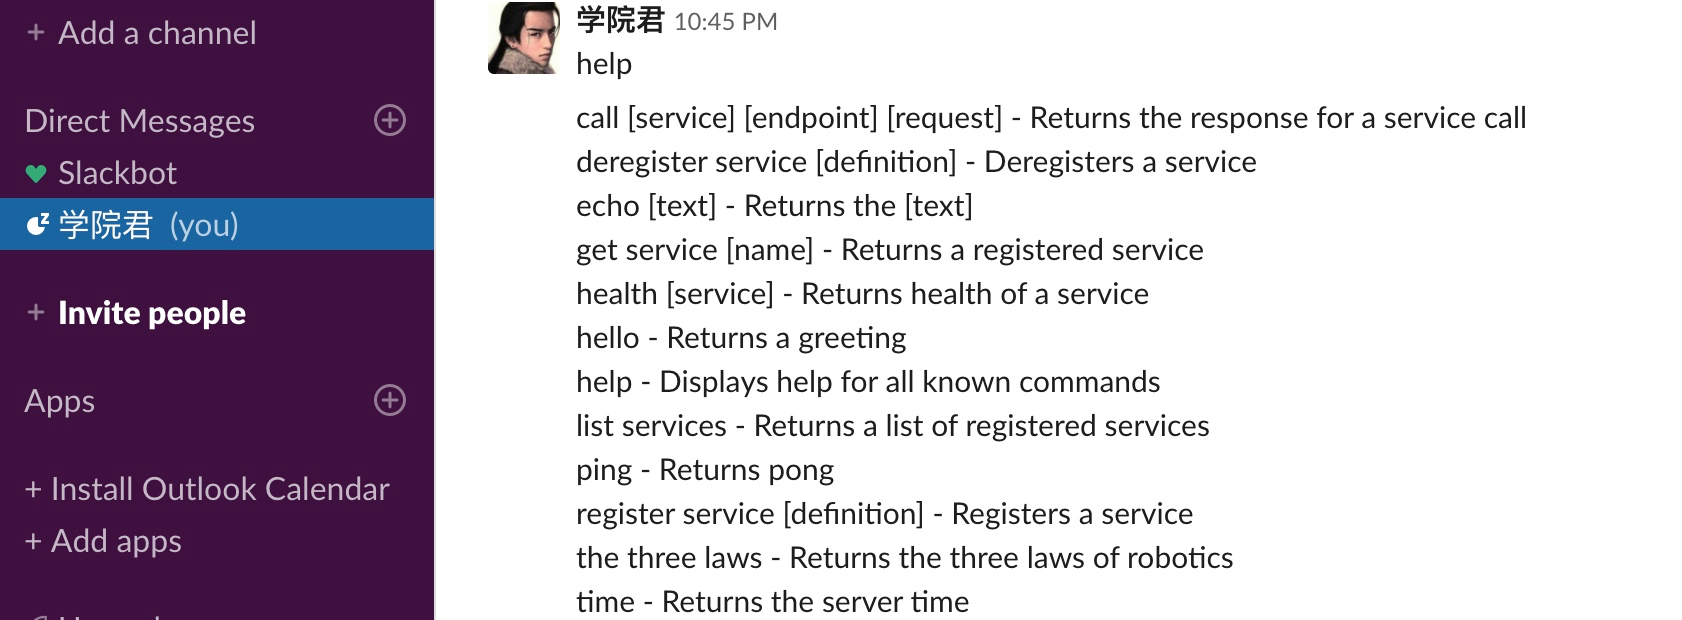 + Add a channel
Direct Messages
Slackbot
学院君 (you)
+ Invite people
Apps
+ Install Outlook Calendar
+ Add apps
学院君 10:45 PM
help
call [service] [endpoint] [request] - Returns the response for a service call
deregister service [definition] - Deregisters a service
echo [text] - Returns the [text]
get service [name] - Returns a registered service
health [service] - Returns health of a service
hello - Returns a greeting
help - Displays help for all known commands
list services - Returns a list of registered services
ping - Returns pong
register service [definition] - Registers a service
the three laws - Returns the three laws of robotics
time - Returns the server time